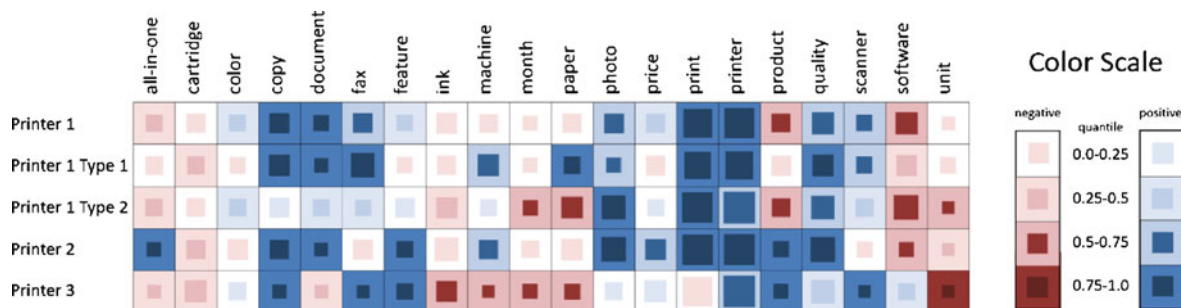 all-in-one cartridge color copy document fax feature ink machine month paper photo price print printer product quality scanner software unit
Color Scale
negative quantile positive
Printer 1
Printer 1 Type 1
Printer 1 Type 2
Printer 2
Printer 3
0.0-0.25
0.25-0.5
0.5-0.75
0.75-1.0